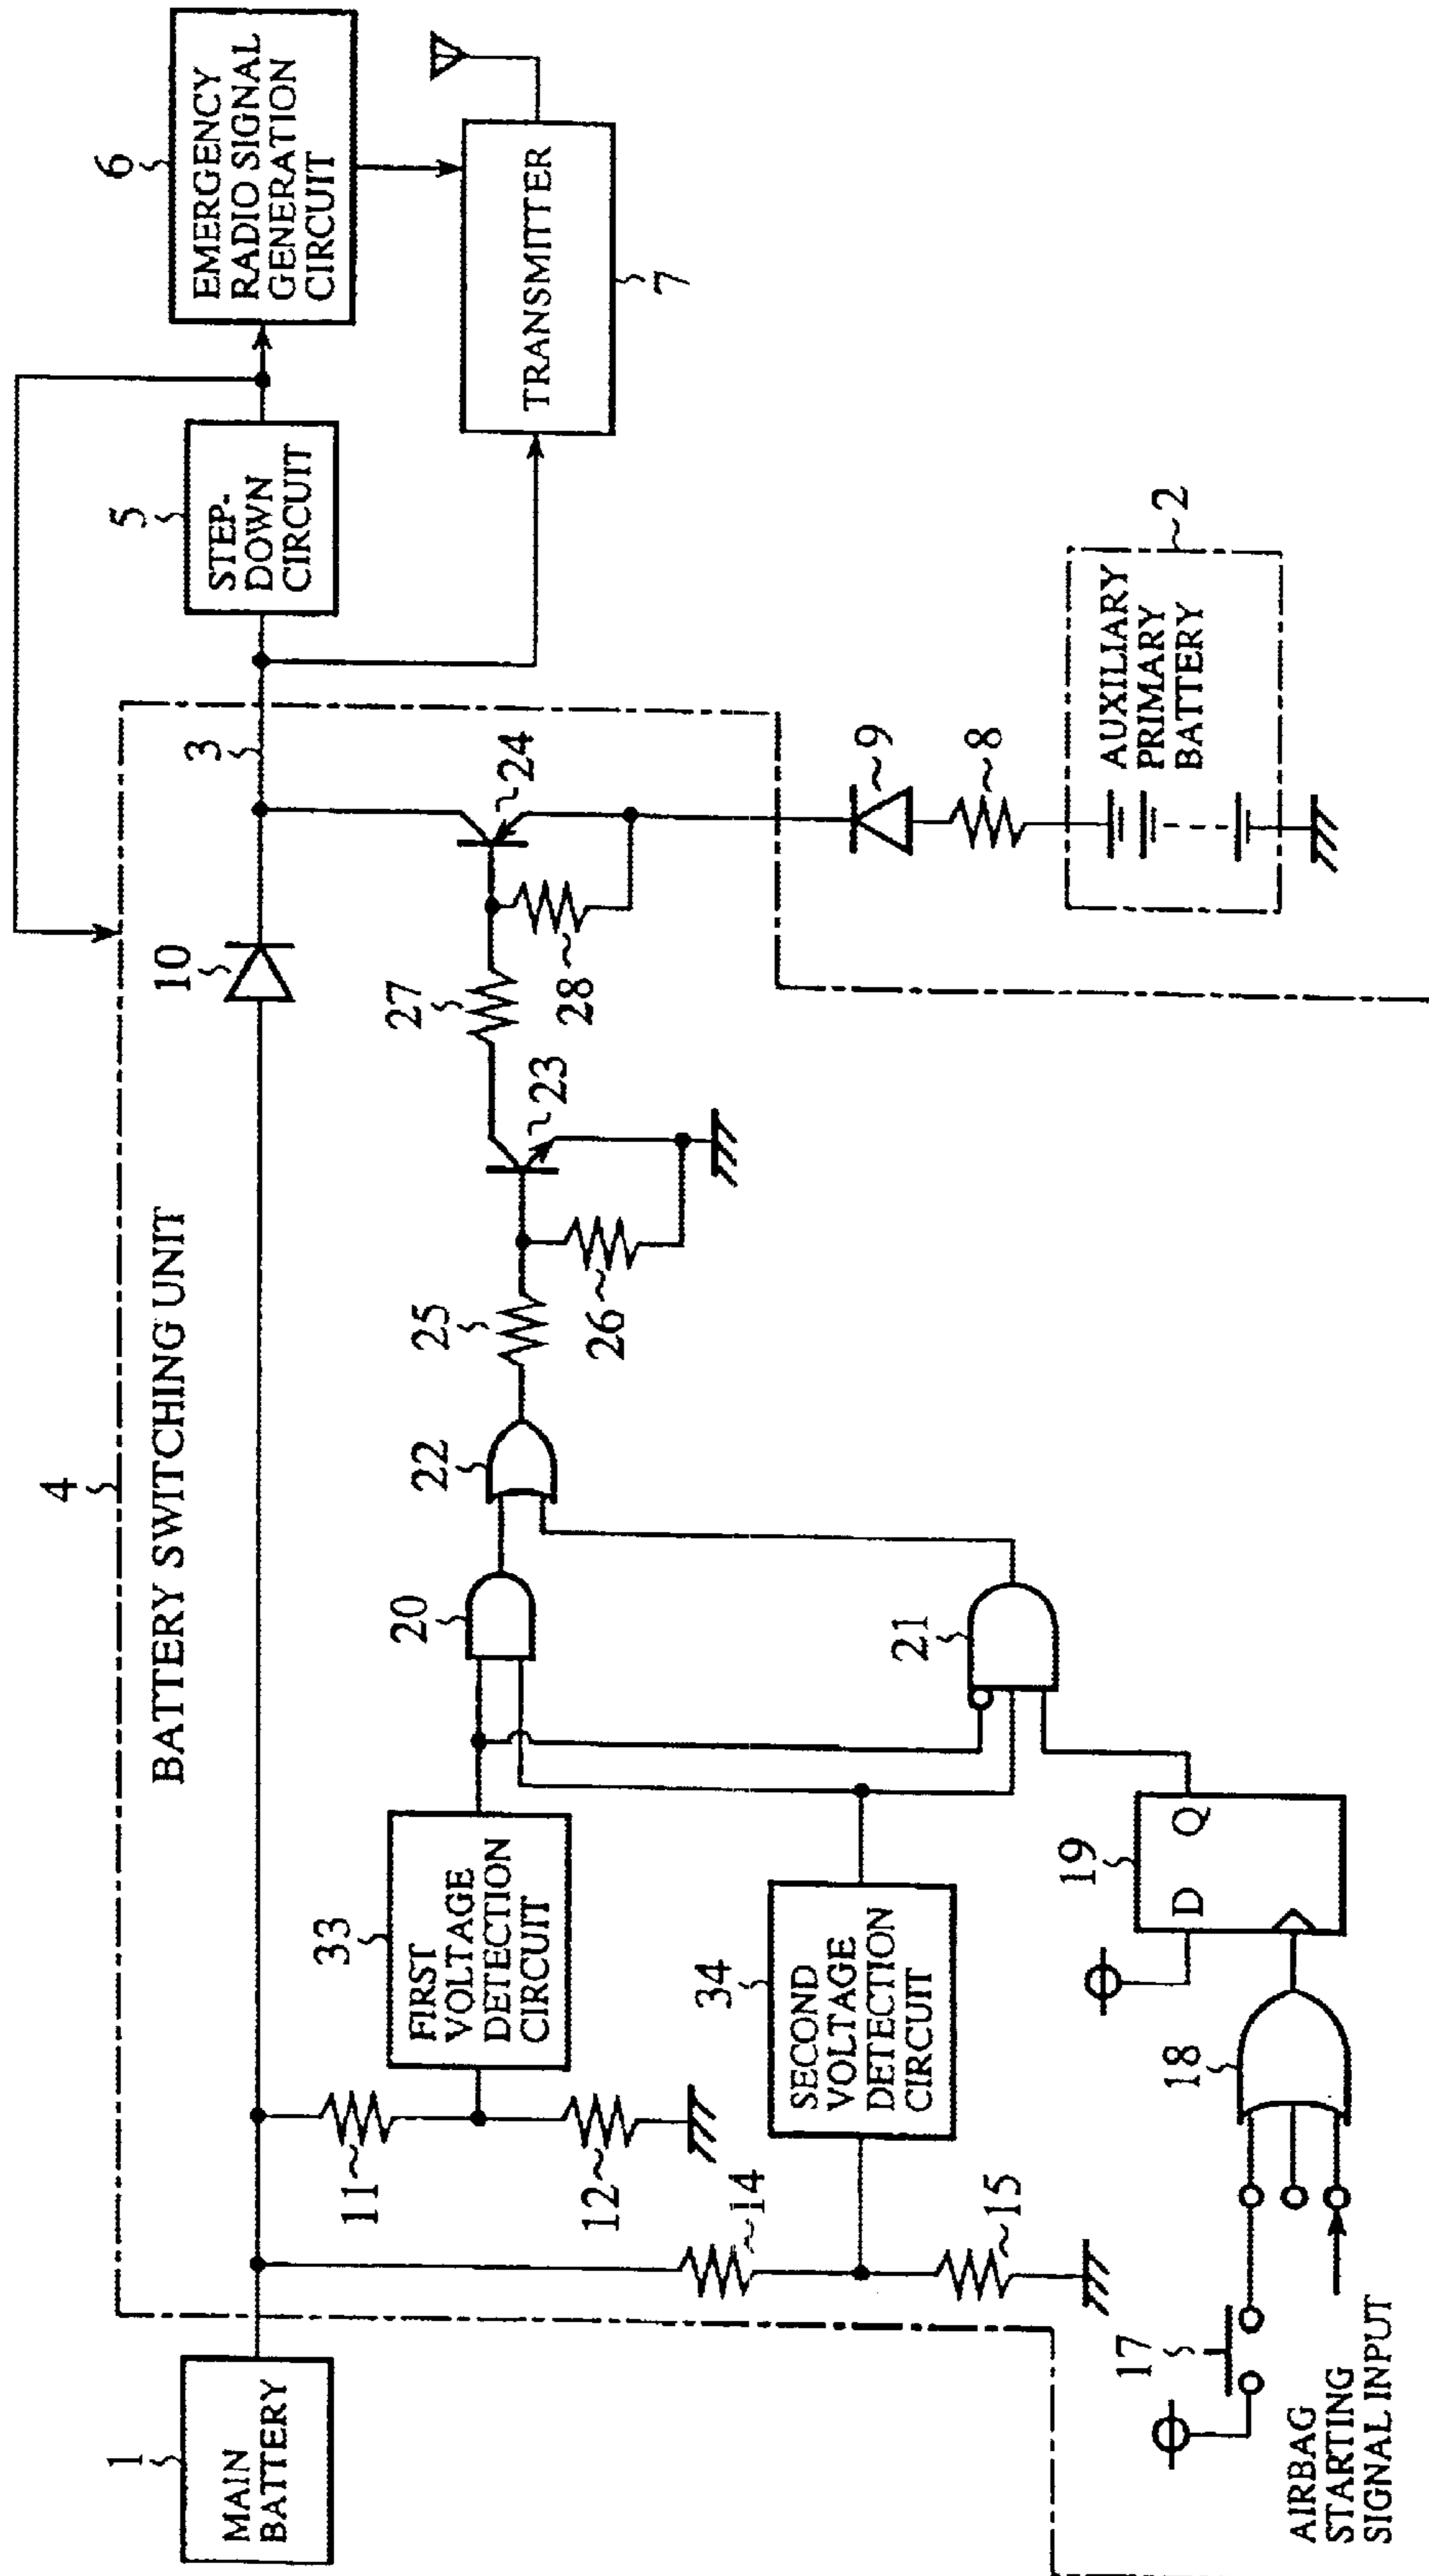 4
BATTERY SWITCHING UNIT
1
MAIN
BATTERY
10
3
5
STEP-
DOWN
CIRCUIT
6
EMERGENCY
RADIO SIGNAL
GENERATION
CIRCUIT
TRANSMITTER
7
11
12
33
FIRST
VOLTAGE
DETECTION
CIRCUIT
20
22
25
26
23
27
28
24
14
15
34
SECOND
VOLTAGE
DETECTION
CIRCUIT
21
9
8
AUXILIARY
PRIMARY
BATTERY
2
17
AIRBAG
STARTING
SIGNAL INPUT
18
19
D
Q